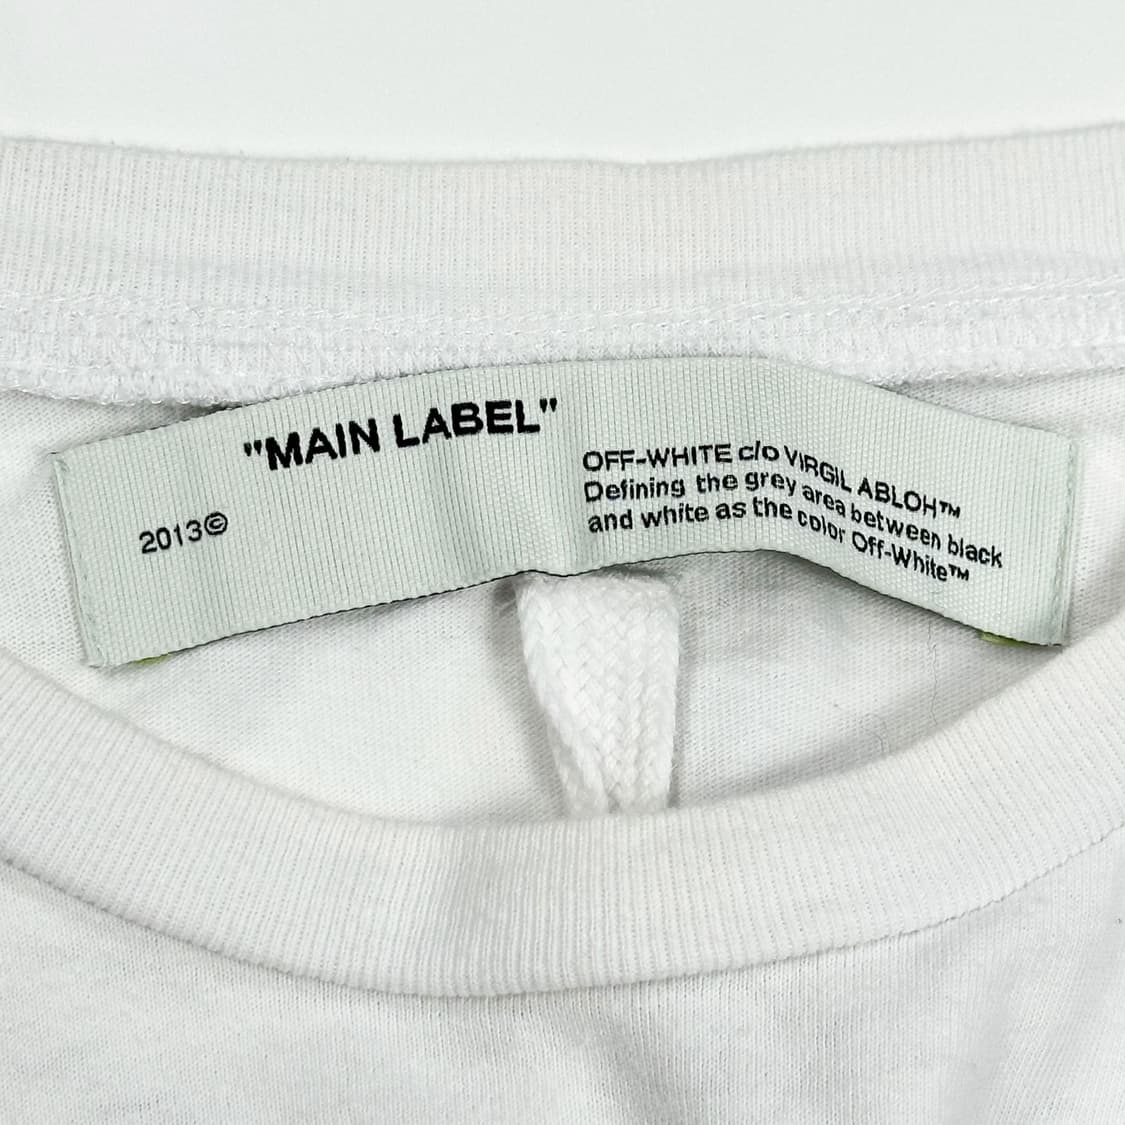 "MAIN LABEL"
2013©
OFF-WHITE c/o VIRGIL ABLOH™
Defining the grey area between black
and white as the color Off-White™